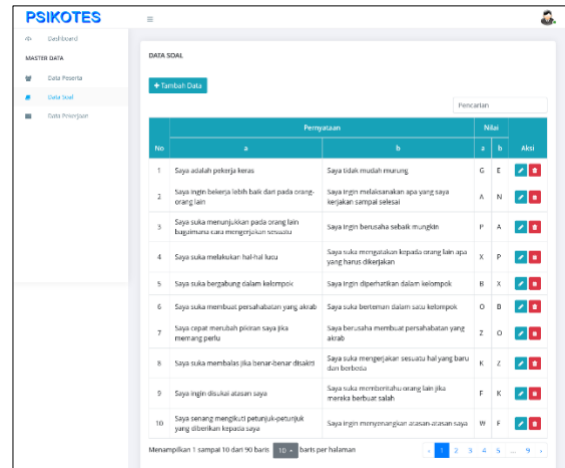 PSIKOTES
Dashboard
MASTER DATA
Data Peserta
Data Soal
Data Pekerjaan
DATA SOAL
+ Tambah Data
Pencarian
Pernyataan Nilai
No a b a b Aksi
1 Saya adalah pekerja keras Saya tidak mudah murung G E
2 Saya ingin bekerja lebih baik dari pada orang- Saya ingin melaksanakan apa yang saya A N
orang lain kerjakan sampai selesai
3 Saya suka menunjukkan pada orang lain Saya ingin berusaha sebaik mungkin P A
bagaimana cara mengerjakan sesuatu
4 Saya suka melakukan hal-hal lucu Saya suka mengatakan kepada orang lain apa X P
yang harus dikerjakan
5 Saya suka bergabung dalam kelompok Saya ingin diperhatikan dalam kelompok B X
6 Saya suka membuat persahabatan yang akrab Saya suka berteman dalam satu kelompok O B
7 Saya cepat merubah pikiran saya jika Saya berusaha membuat persahabatan yang Z O
memang perlu akrab
8 Saya suka membalas jika benar-benar disakiti Saya suka mengerjakan sesuatu hal yang baru K Z
dan berbeda
9 Saya ingin disukai atasan saya Saya suka memberitahu orang lain jika F K
mereka berbuat salah
10 Saya senang mengikuti petunjuk-petunjuk Saya ingin menyenangkan atasan-atasan saya W F
yang diberikan kepada saya
Menampilkan 1 sampai 10 dari 90 baris 10 baris per halaman ‹ 1 2 3 4 5 ... 9 ›